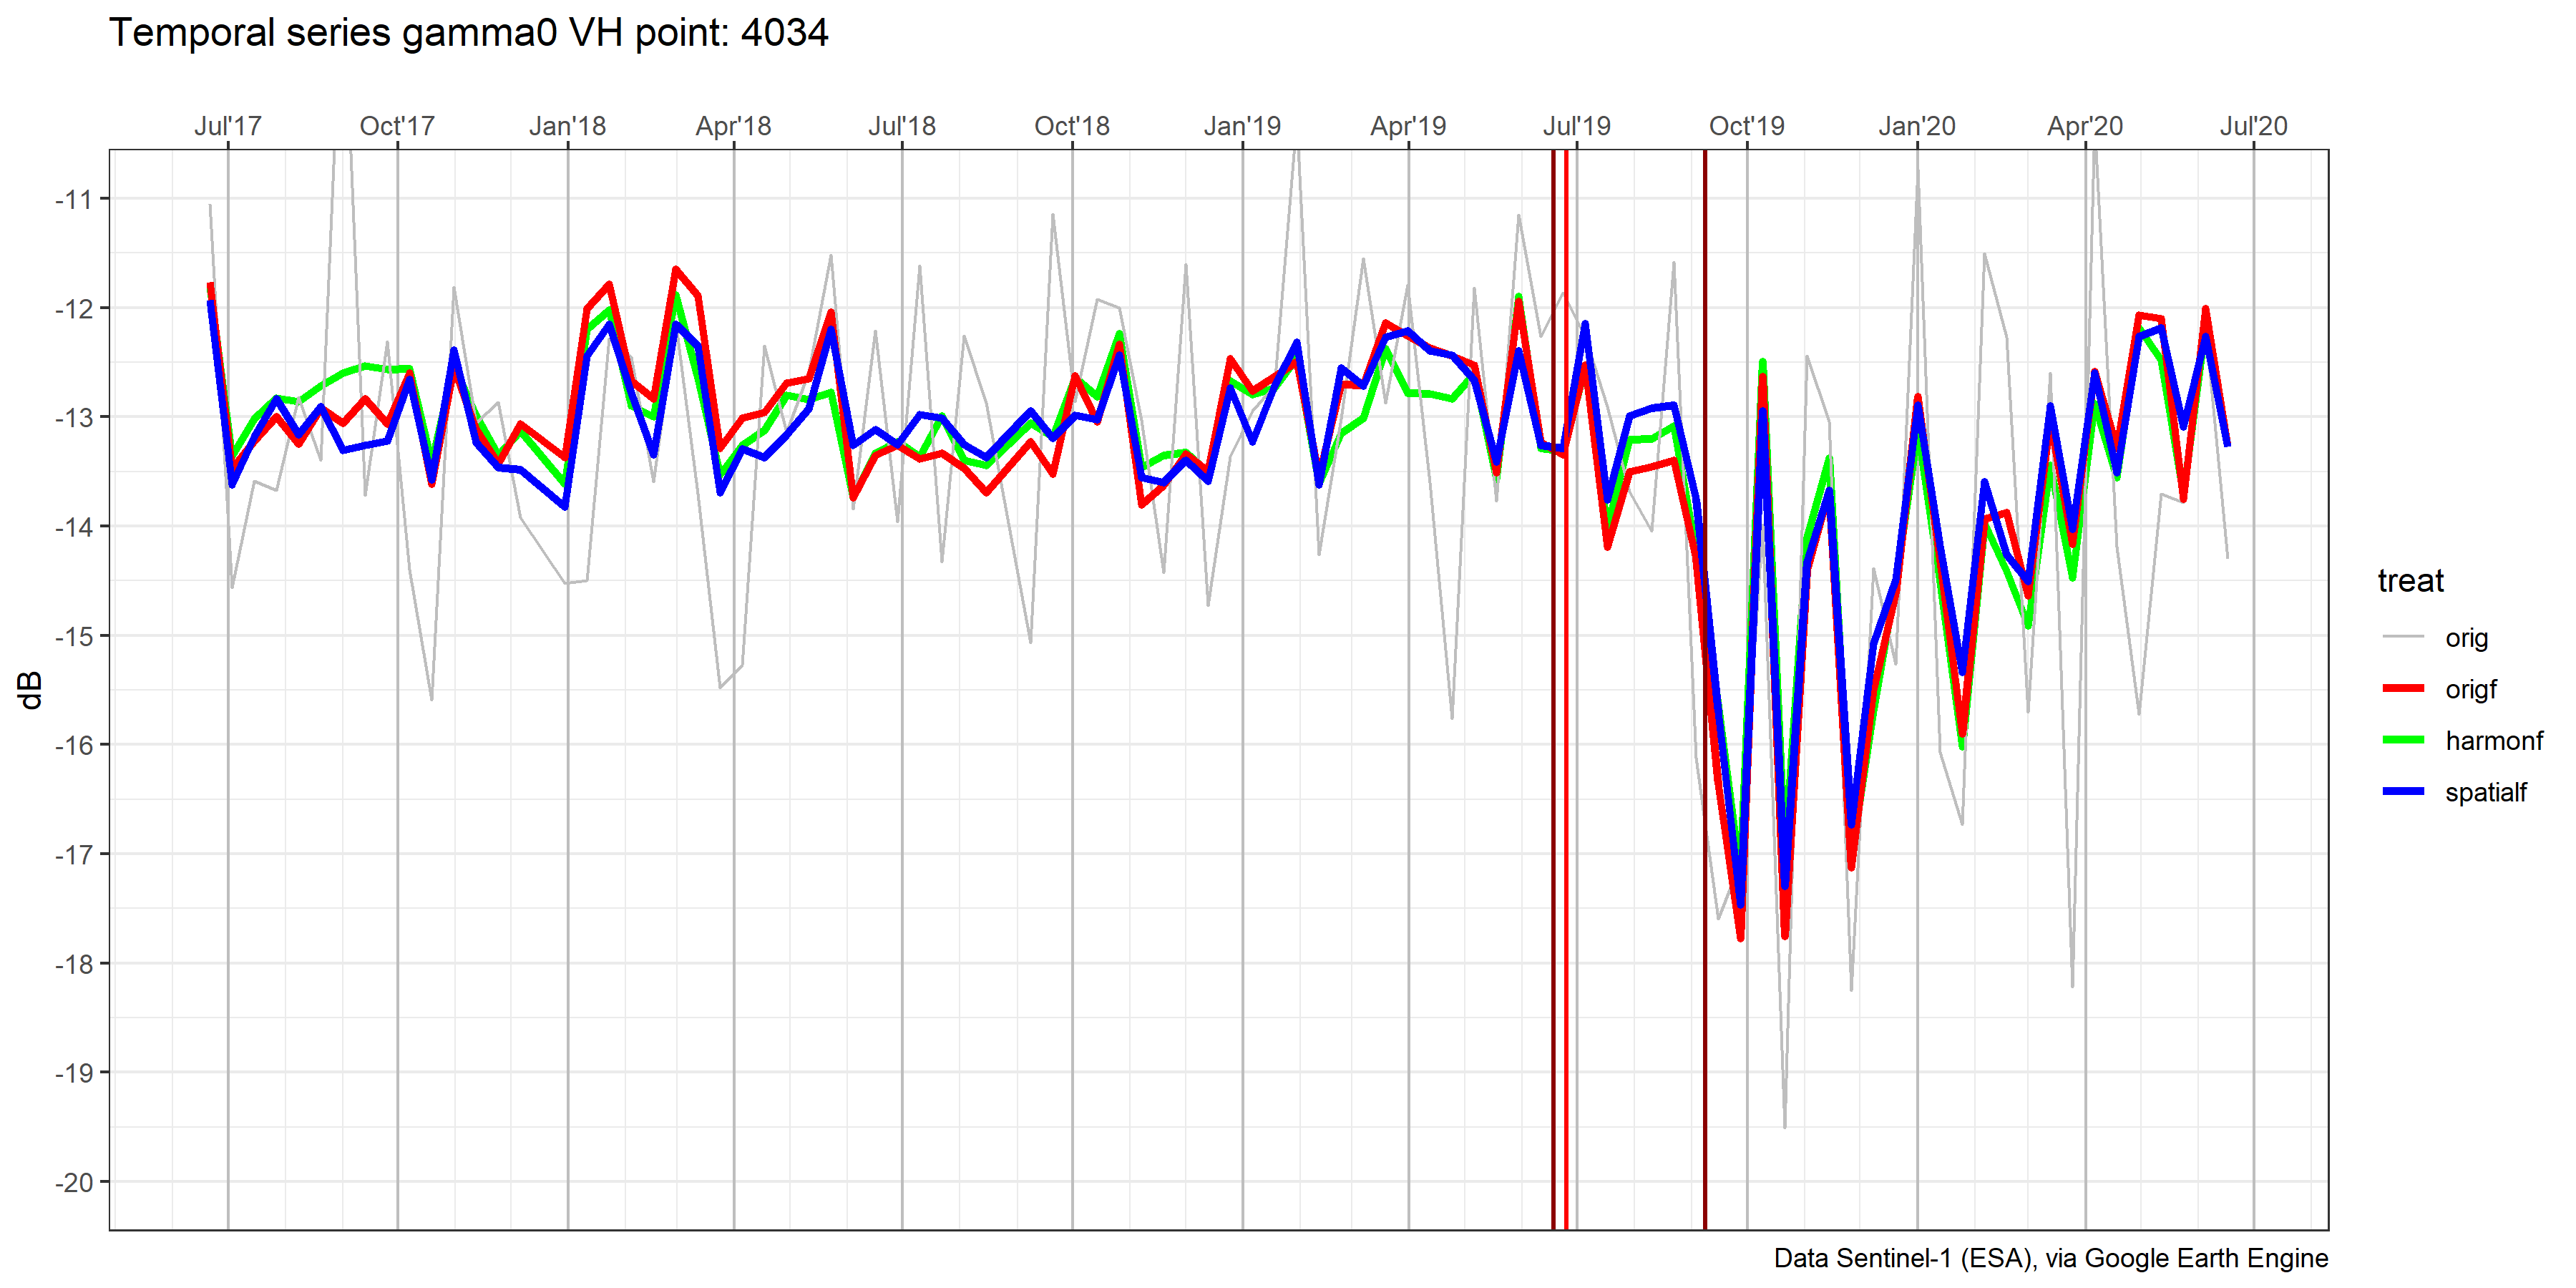 Temporal series gamma0 VH point: 4034
Jul'17 Oct'17 Jan'18 Apr'18 Jul'18 Oct'18 Jan'19 Apr'19 Jul'19 Oct'19 Jan'20 Apr'20 Jul'20
-11
-12
-13
-14
-15
-16
-17
-18
-19
-20
dB
treat
orig
origf
harmonf
spatialf
Data Sentinel-1 (ESA), via Google Earth Engine